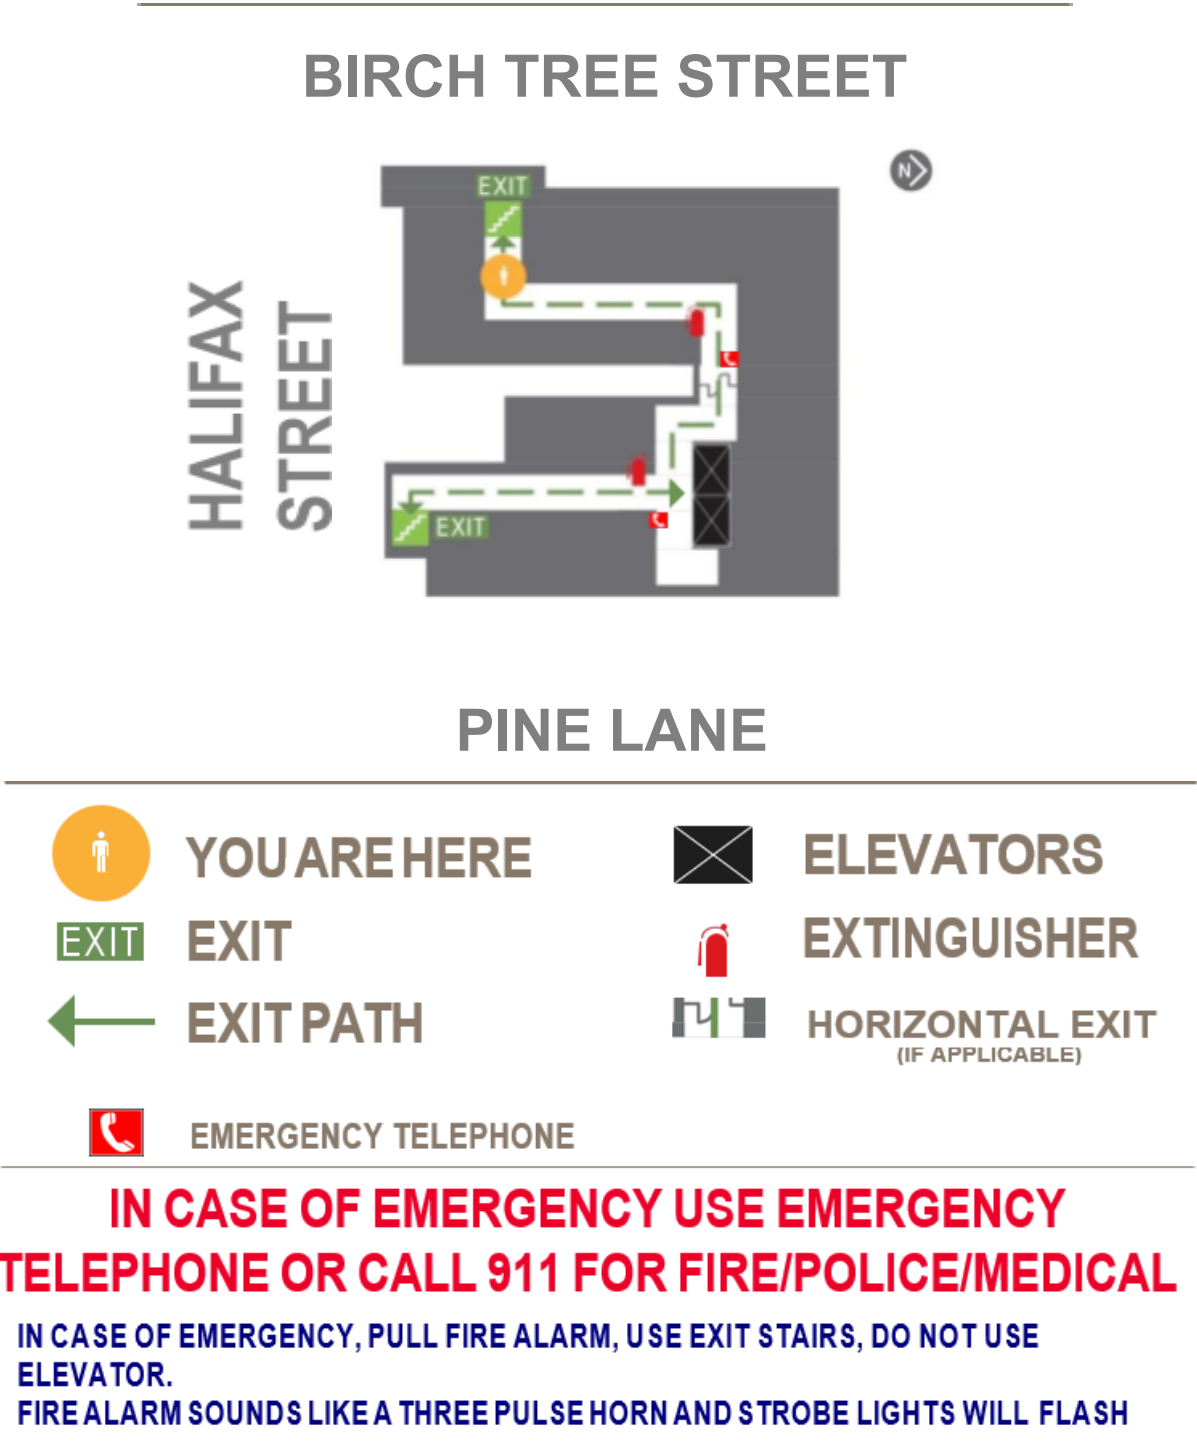 BIRCH TREE STREET
N
EXIT
HALIFAX
STREET
EXIT
PINE LANE
YOU ARE HERE
ELEVATORS
EXIT EXIT
EXTINGUISHER
EXIT PATH
HORIZONTAL EXIT
(IF APPLICABLE)
EMERGENCY TELEPHONE
IN CASE OF EMERGENCY USE EMERGENCY
TELEPHONE OR CALL 911 FOR FIRE/POLICE/MEDICAL
IN CASE OF EMERGENCY, PULL FIRE ALARM, USE EXIT STAIRS, DO NOT USE
ELEVATOR.
FIRE ALARM SOUNDS LIKE A THREE PULSE HORN AND STROBE LIGHTS WILL FLASH